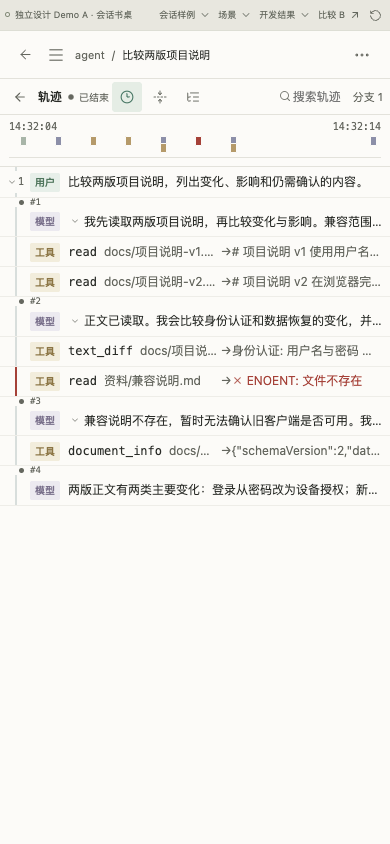 独立设计 Demo A · 会话书桌 会话样例 场景 开发结果 比较 B
agent / 比较两版项目说明
轨迹 已结束 搜索轨迹 分支 1
14:32:04 14:32:14
1 用户 比较两版项目说明，列出变化、影响和仍需确认的内容。
#1
模型 我先读取两版项目说明，再比较变化与影响。兼容范围…
工具 read docs/项目说明-v1.… →# 项目说明 v1 使用用户名…
工具 read docs/项目说明-v2.… →# 项目说明 v2 在浏览器完…
#2
模型 正文已读取。我会比较身份认证和数据恢复的变化，并…
工具 text_diff docs/项目说… →身份认证: 用户名与密码 …
工具 read 资料/兼容说明.md →× ENOENT: 文件不存在
#3
模型 兼容说明不存在，暂时无法确认旧客户端是否可用。我…
工具 document_info docs/… →{"schemaVersion":2,"dat…
#4
模型 两版正文有两类主要变化：登录从密码改为设备授权；新…